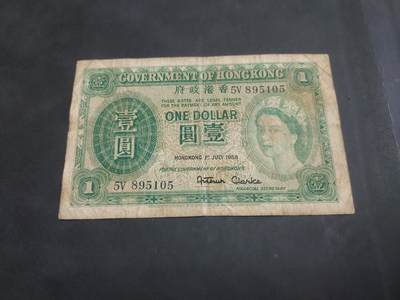 1 GOVERNMENT OF HONGKONG 1
府政港香
5V 895105
THESE NOTES ARE LEGAL TENDER
FOR THE PAYMENT OF ANY AMOUNT
ONE DOLLAR
壹圓
圓壹
HONGKONG 1ST JULY 1958
FOR THE GOVERNMENT OF HONGKONG
5V 895105
Arthur Clarke
FINANCIAL SECRETARY
1
壹